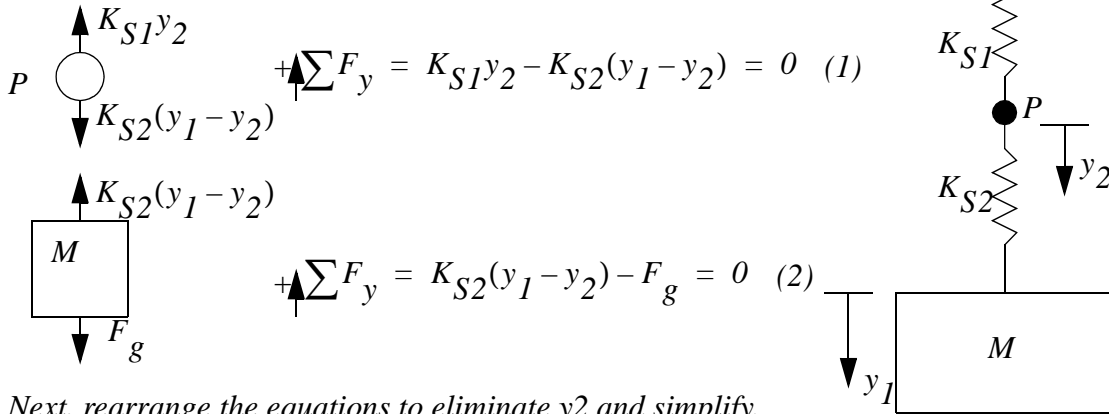 K_{S1}y_2
P
+↑∑F_y = K_{S1}y_2 – K_{S2}(y_1 – y_2) = 0 (1)
K_{S2}(y_1 – y_2)
K_{S2}(y_1 – y_2)
M
+↑∑F_y = K_{S2}(y_1 – y_2) – F_g = 0 (2)
F_g
K_{S1}
P
y_2
K_{S2}
M
y_1
Next, rearrange the equations to eliminate y2 and simplify